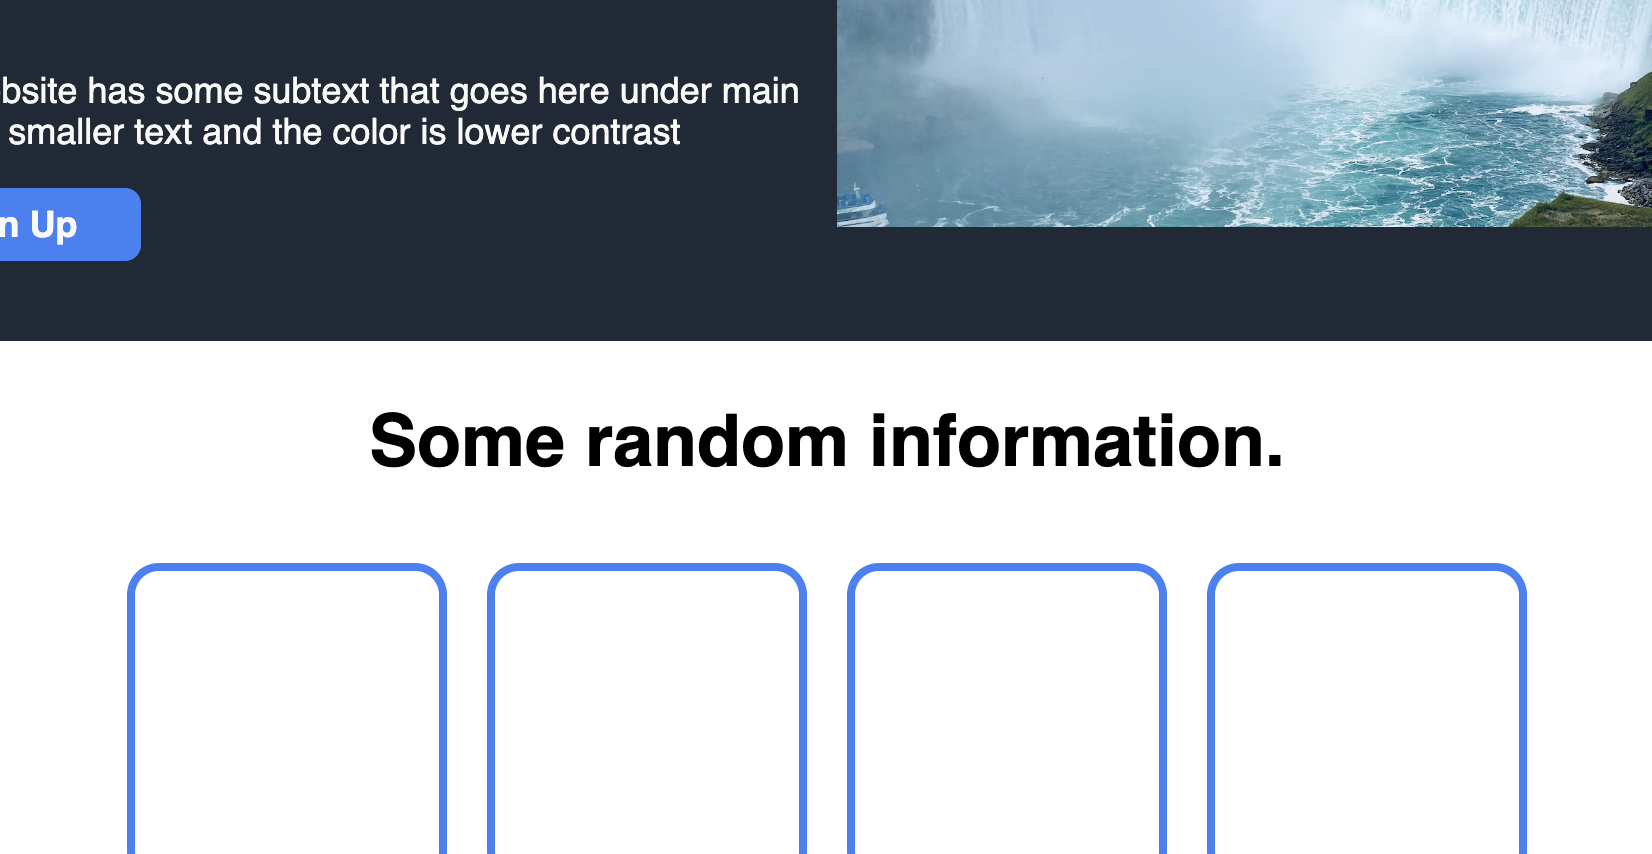 bsite has some subtext that goes here under main
smaller text and the color is lower contrast
n Up
Some random information.